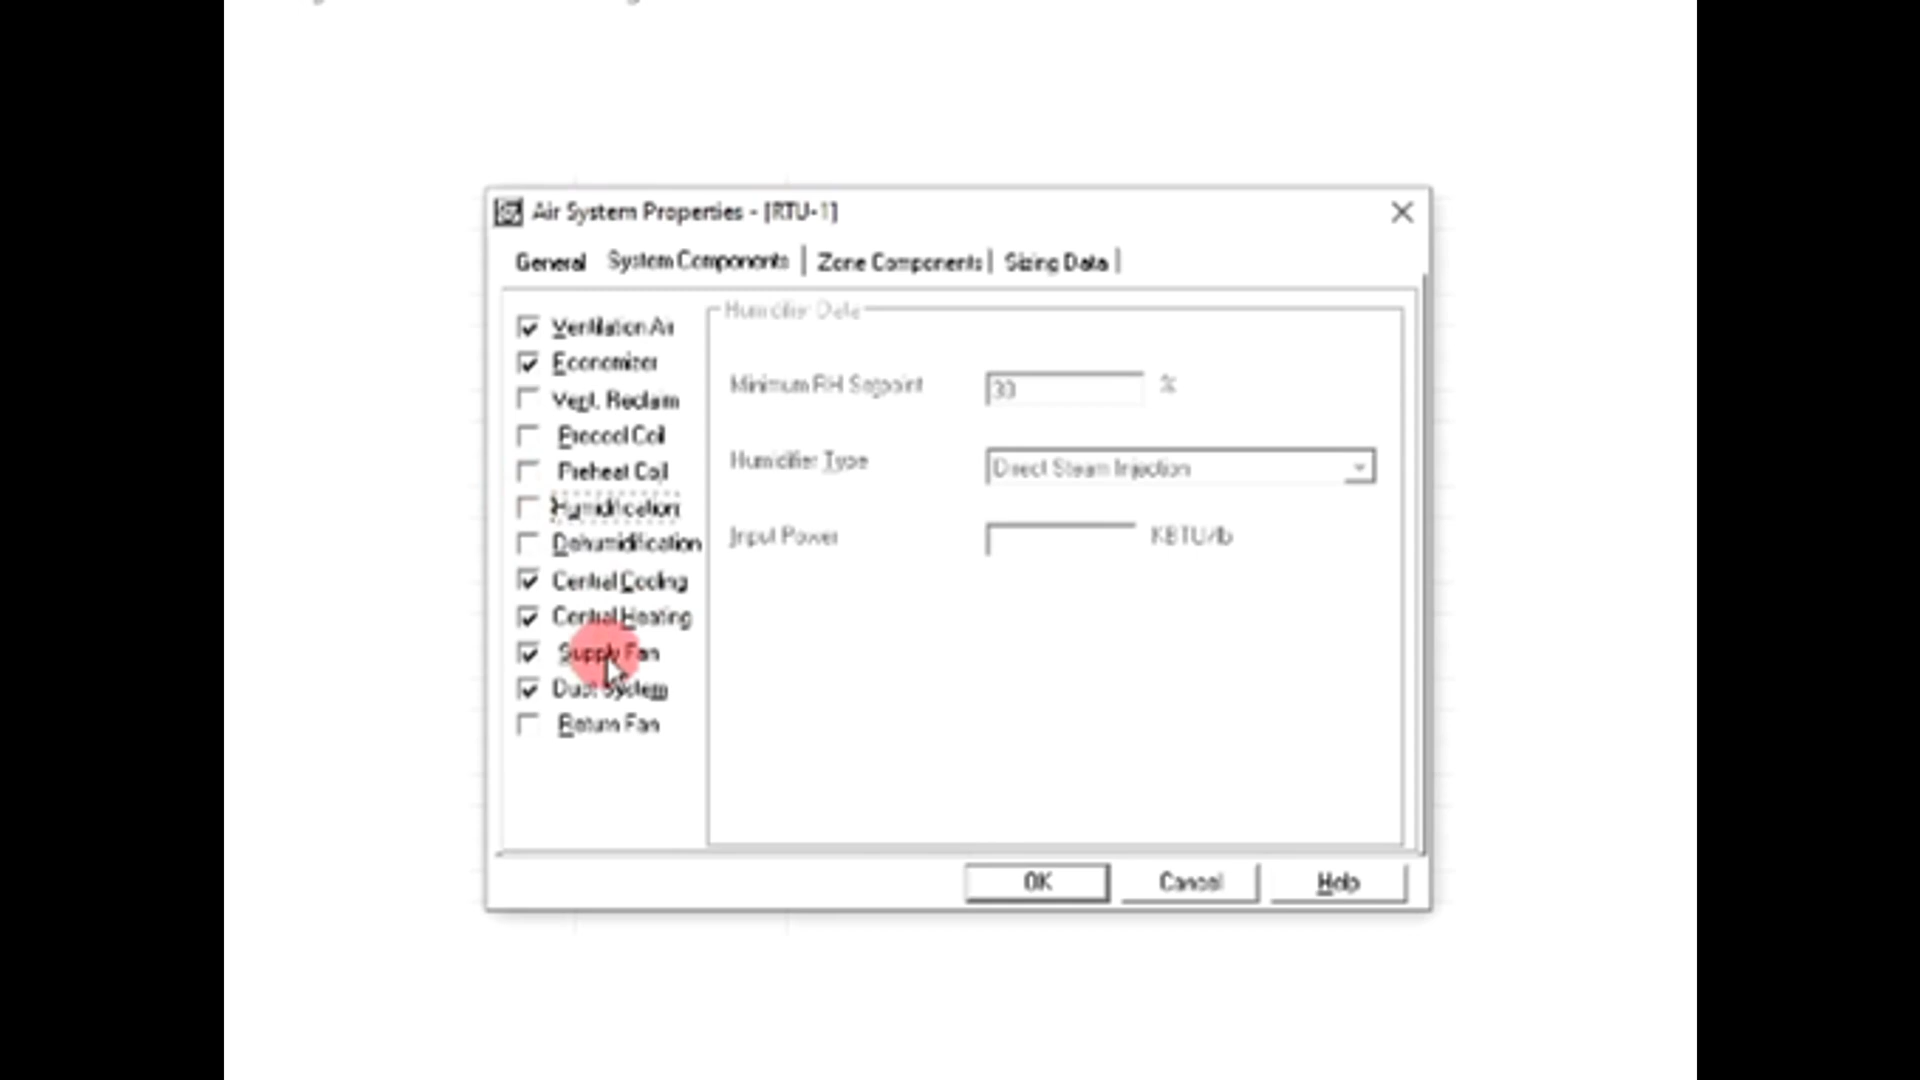 Air System Properties - [RTU-1]
General
System Components
Zone Components
Sizing Data
Ventilation Air
Economizer
Vent. Reclaim
Precool Coil
Preheat Coil
Humidification
Dehumidification
Central Cooling
Central Heating
Supply Fan
Duct System
Return Fan
Humidifier Data
Minimum RH Setpoint
30
%
Humidifier Type
Direct Steam Injection
Input Power
KBTU/lb
OK
Cancel
Help